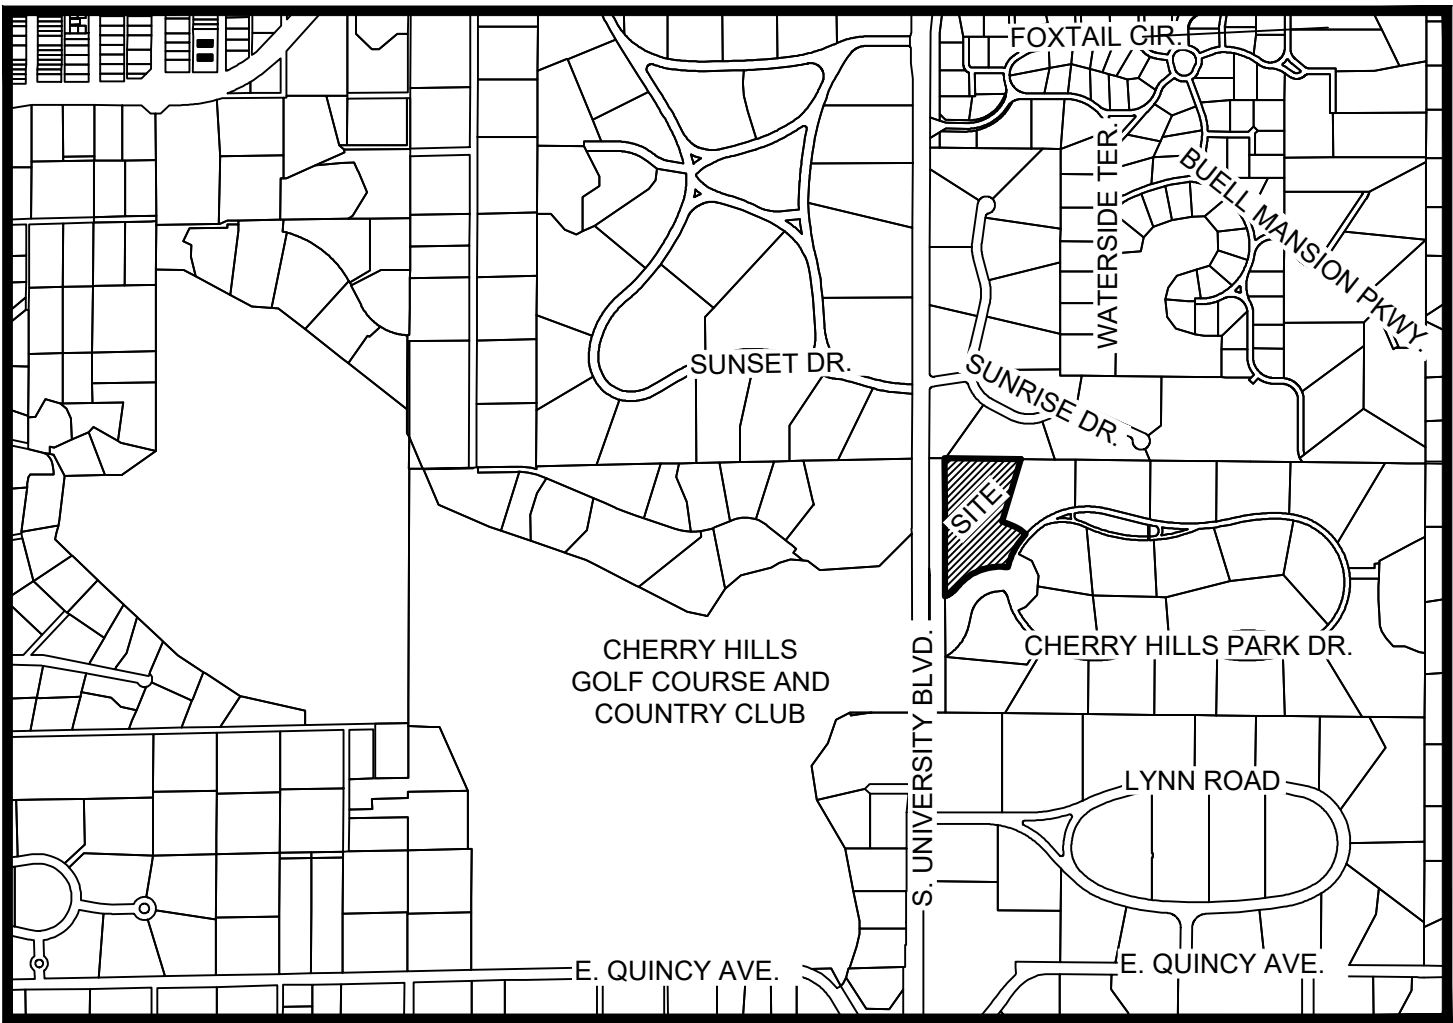 FOXTAIL CIR.
WATERSIDE TER.
BUELL MANSION PKWY.
SUNSET DR.
SUNRISE DR.
SITE
CHERRY HILLS
GOLF COURSE AND
COUNTRY CLUB
CHERRY HILLS PARK DR.
S. UNIVERSITY BLVD.
LYNN ROAD
E. QUINCY AVE.
E. QUINCY AVE.